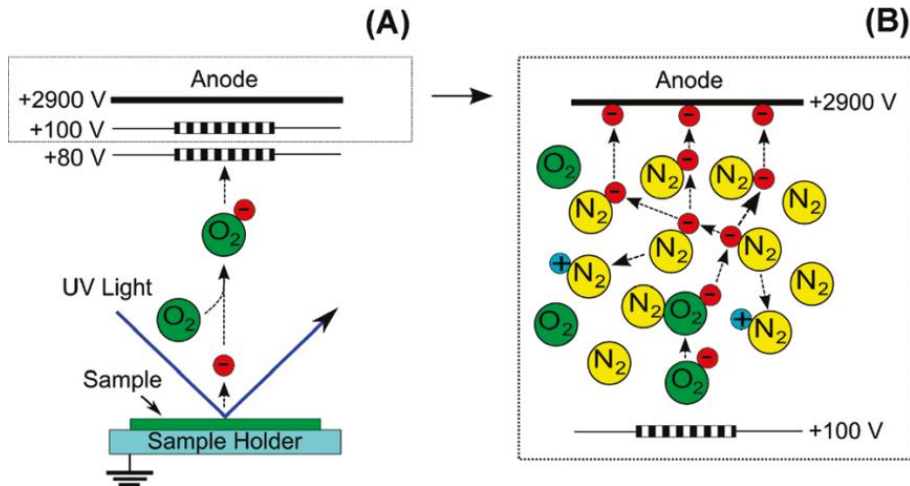 (A)
Anode
+2900 V
+100 V
+80 V
-
O₂
UV Light
O₂
-
Sample
Sample Holder
(B)
Anode
+2900 V
- - -
O₂
N₂ - N₂ -
N₂ - N₂
- - N₂
N₂
+ N₂
N₂
-
O₂ N₂ O₂ + N₂
N₂
-
O₂
+100 V